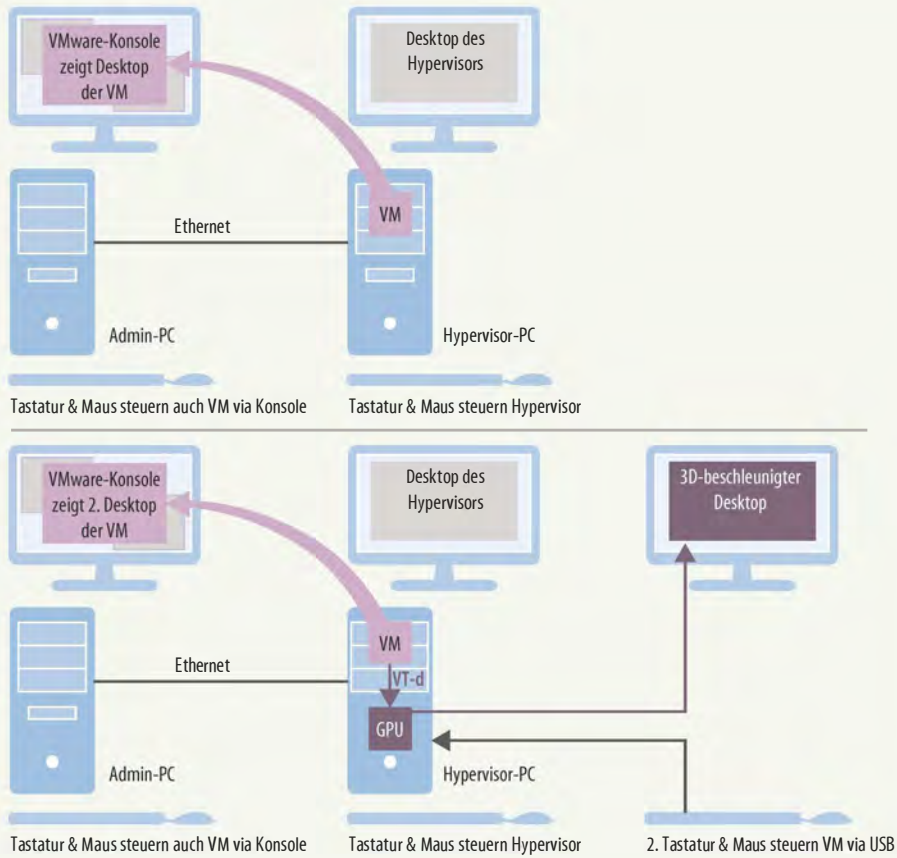 VMware-Konsole
zeigt Desktop
der VM
Desktop des
Hypervisors
VM
Ethernet
Admin-PC
Hypervisor-PC
Tastatur & Maus steuern auch VM via Konsole
Tastatur & Maus steuern Hypervisor
VMware-Konsole
zeigt 2. Desktop
der VM
Desktop des
Hypervisors
3D-beschleunigter
Desktop
VM
Ethernet
VT-d
GPU
Admin-PC
Hypervisor-PC
Tastatur & Maus steuern auch VM via Konsole
Tastatur & Maus steuern Hypervisor
2. Tastatur & Maus steuern VM via USB